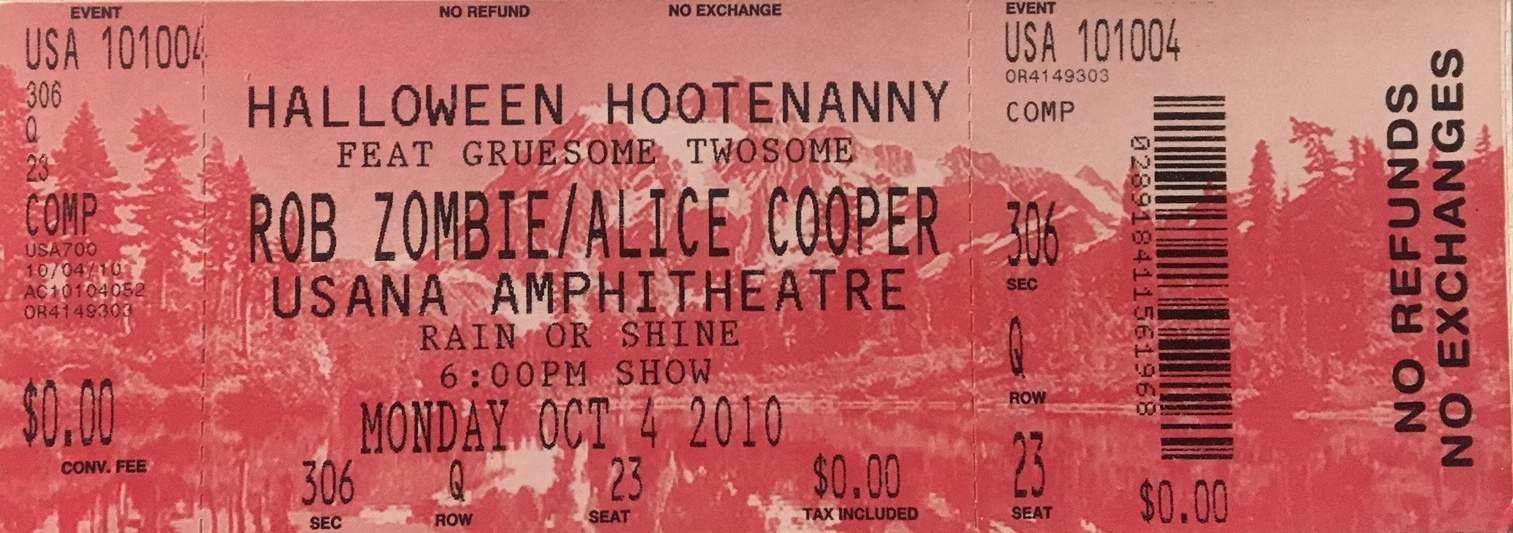 EVENT
USA 101004
306
Q
23
COMP
USA700
10/04/10
AC10104052
OR4149303
$0.00
CONV. FEE
NO REFUND NO EXCHANGE
HALLOWEEN HOOTENANNY
FEAT GRUESOME TWOSOME
ROB ZOMBIE/ALICE COOPER
USANA AMPHITHEATRE
RAIN OR SHINE
6:00PM SHOW
MONDAY OCT 4 2010
306 Q 23 $0.00
SEC ROW SEAT TAX INCLUDED
EVENT
USA 101004
OR4149303
COMP
306
SEC
Q
ROW
23
SEAT
028918411561968
$0.00
NO REFUNDS
NO EXCHANGES